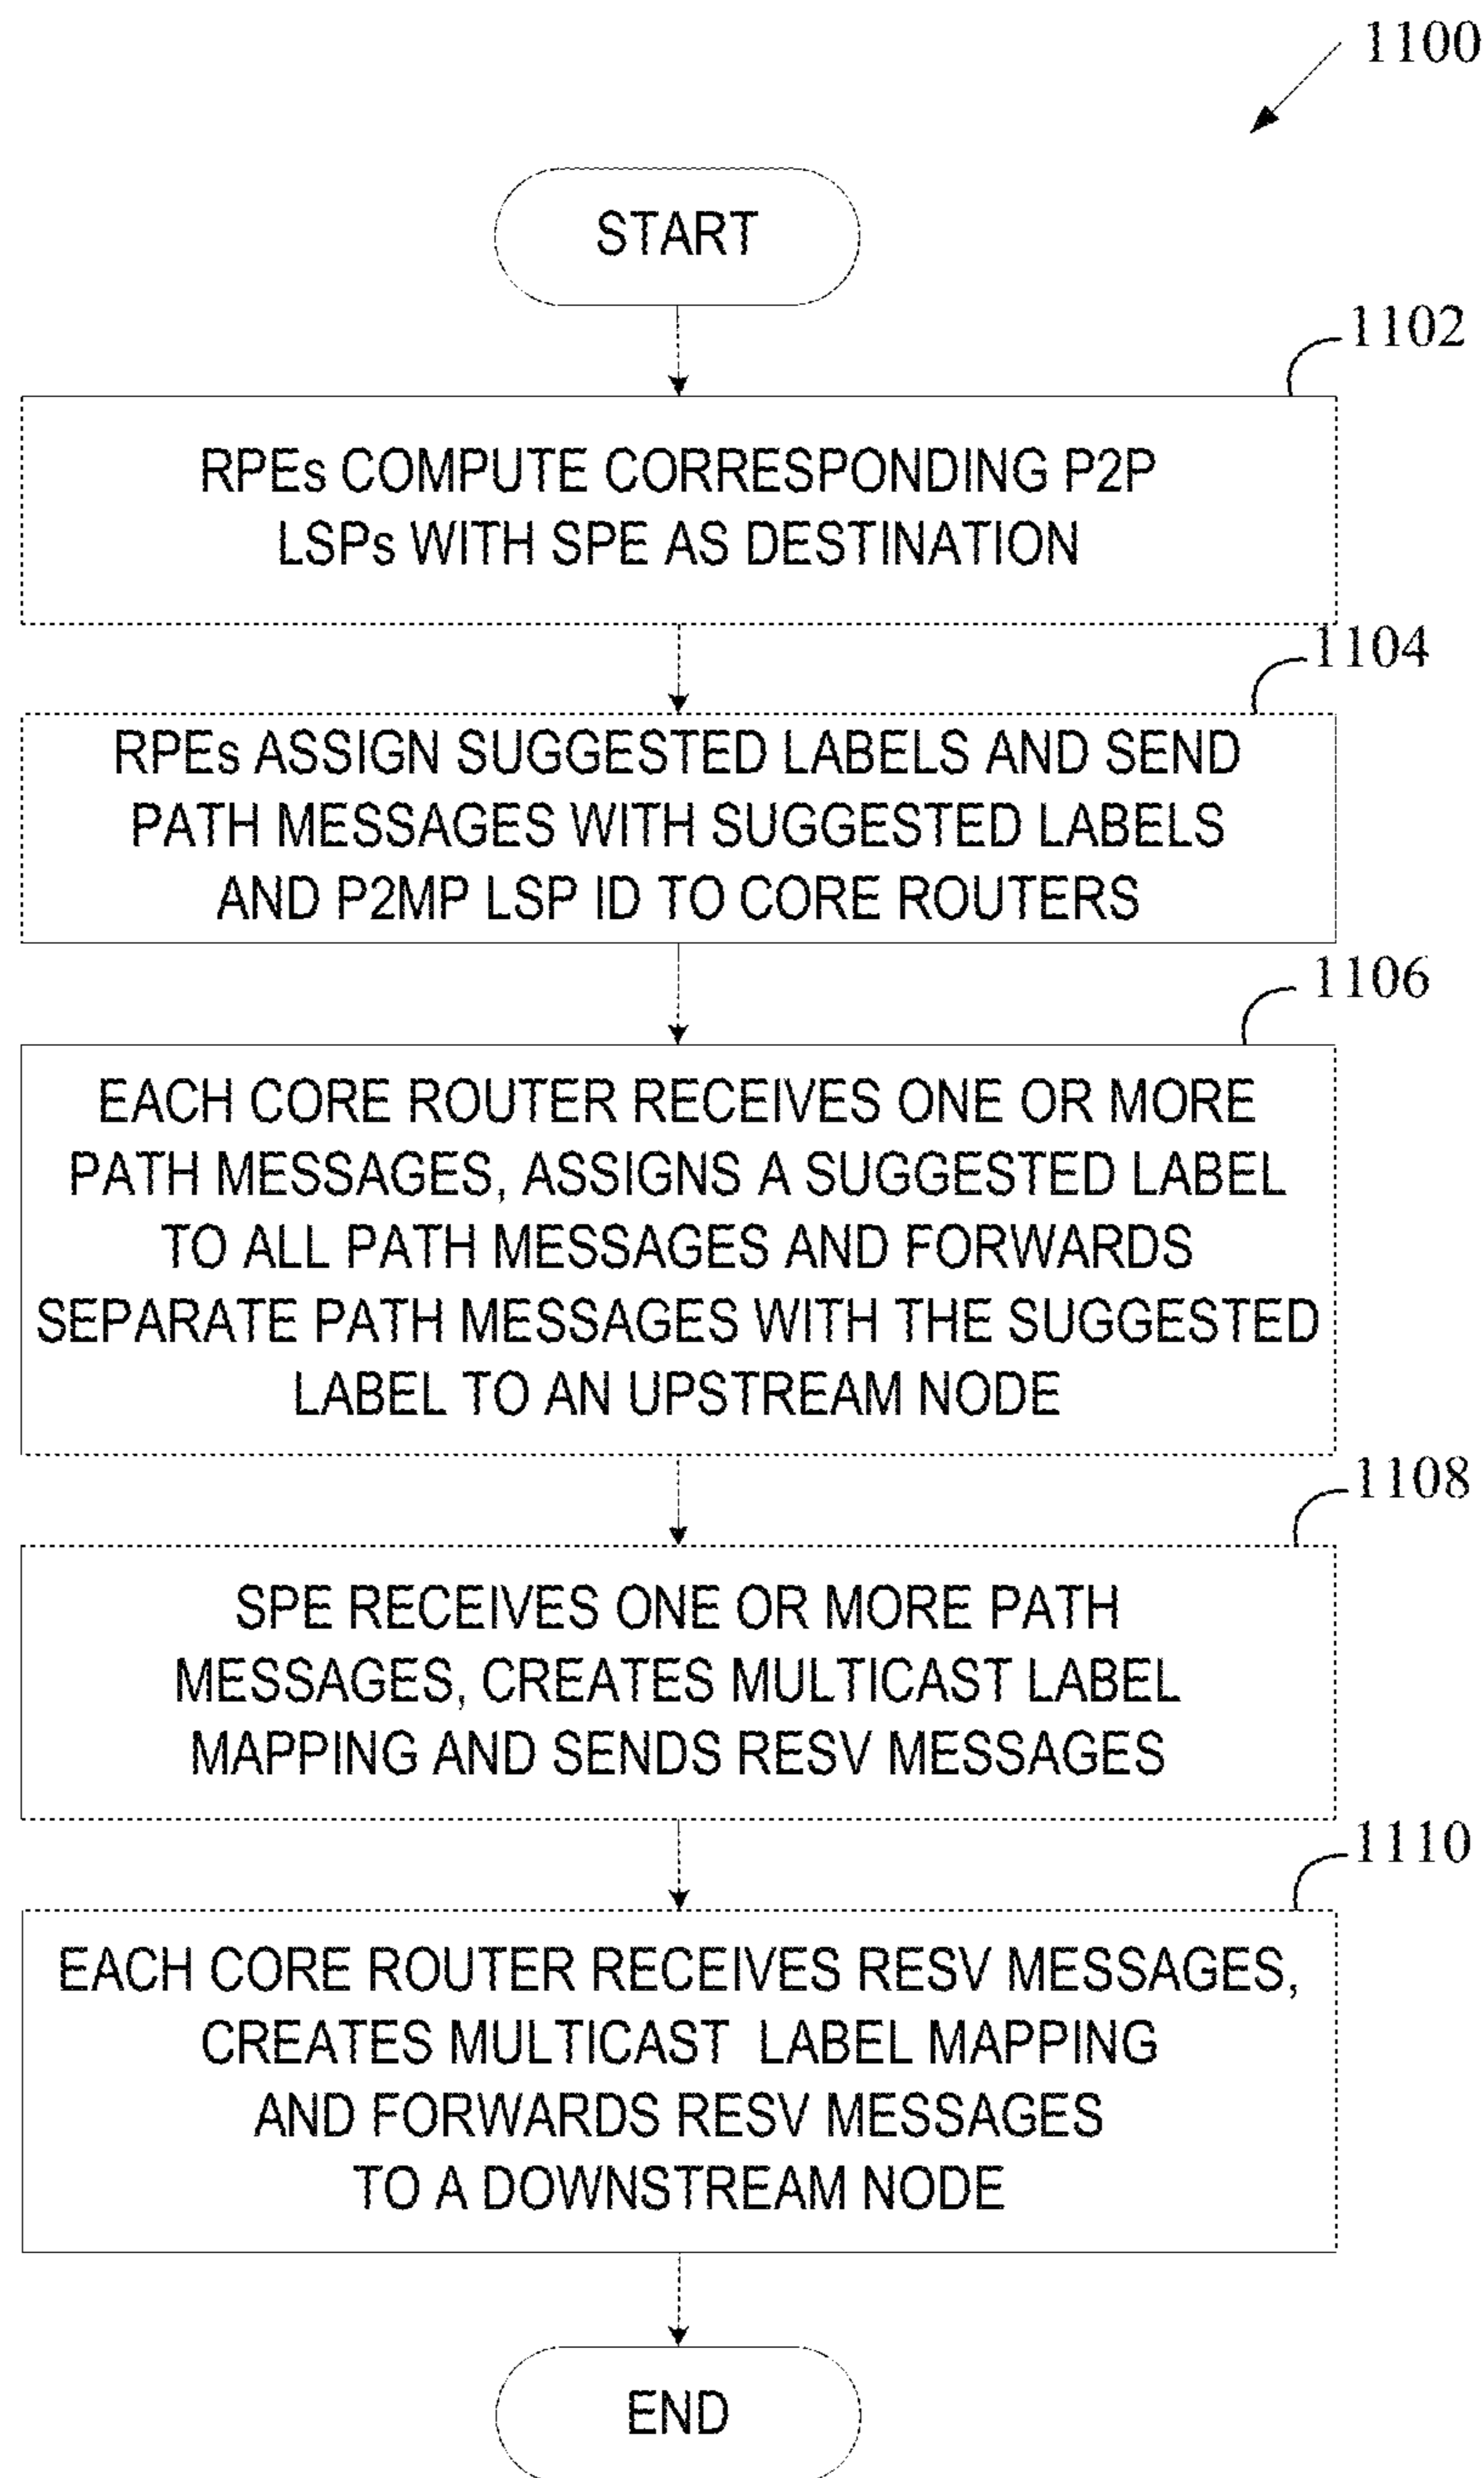 1100
START
1102
RPEs COMPUTE CORRESPONDING P2P
LSPs WITH SPE AS DESTINATION
1104
RPEs ASSIGN SUGGESTED LABELS AND SEND
PATH MESSAGES WITH SUGGESTED LABELS
AND P2MP LSP ID TO CORE ROUTERS
1106
EACH CORE ROUTER RECEIVES ONE OR MORE
PATH MESSAGES, ASSIGNS A SUGGESTED LABEL
TO ALL PATH MESSAGES AND FORWARDS
SEPARATE PATH MESSAGES WITH THE SUGGESTED
LABEL TO AN UPSTREAM NODE
1108
SPE RECEIVES ONE OR MORE PATH
MESSAGES, CREATES MULTICAST LABEL
MAPPING AND SENDS RESV MESSAGES
1110
EACH CORE ROUTER RECEIVES RESV MESSAGES,
CREATES MULTICAST LABEL MAPPING
AND FORWARDS RESV MESSAGES
TO A DOWNSTREAM NODE
END